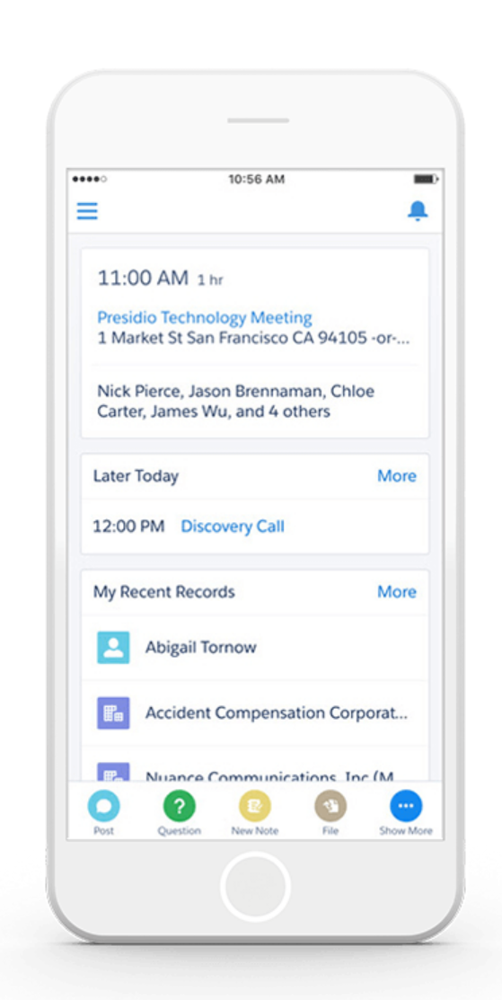 10:56 AM
11:00 AM 1 hr
Presidio Technology Meeting
1 Market St San Francisco CA 94105 -or-...
Nick Pierce, Jason Brennaman, Chloe
Carter, James Wu, and 4 others
Later Today More
12:00 PM Discovery Call
My Recent Records More
Abigail Tornow
Accident Compensation Corporat...
Nuance Communications, Inc (M
Post Question New Note File Show More